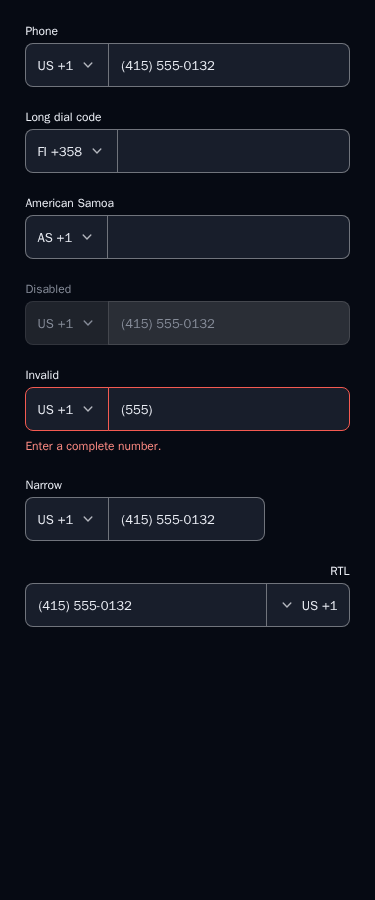 Phone
US +1 (415) 555-0132
Long dial code
FI +358
American Samoa
AS +1
Disabled
US +1 (415) 555-0132
Invalid
US +1 (555)
Enter a complete number.
Narrow
US +1 (415) 555-0132
RTL
(415) 555-0132 US +1